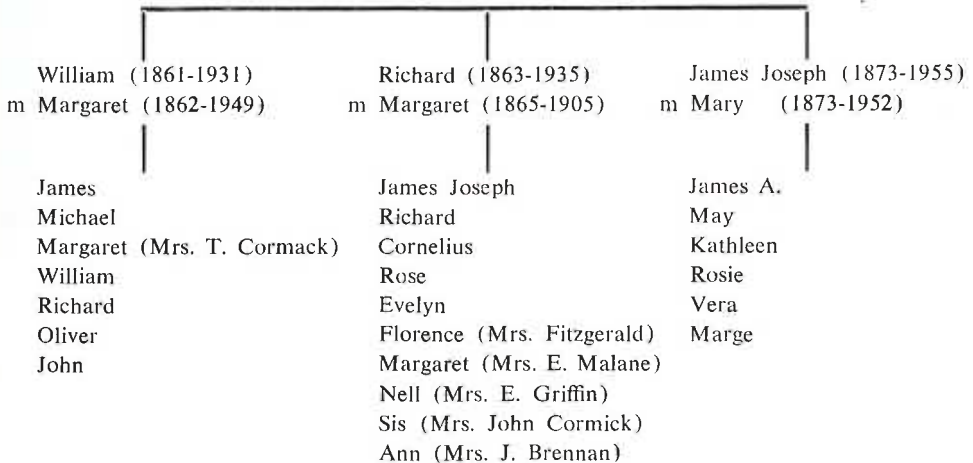 William (1861-1931)
m Margaret (1862-1949)
James
Michael
Margaret (Mrs. T. Cormack)
William
Richard
Oliver
John
Richard (1863-1935)
m Margaret (1865-1905)
James Joseph
Richard
Cornelius
Rose
Evelyn
Florence (Mrs. Fitzgerald)
Margaret (Mrs. E. Malane)
Nell (Mrs. E. Griffin)
Sis (Mrs. John Cormick)
Ann (Mrs. J. Brennan)
James Joseph (1873-1955)
m Mary (1873-1952)
James A.
May
Kathleen
Rosie
Vera
Marge